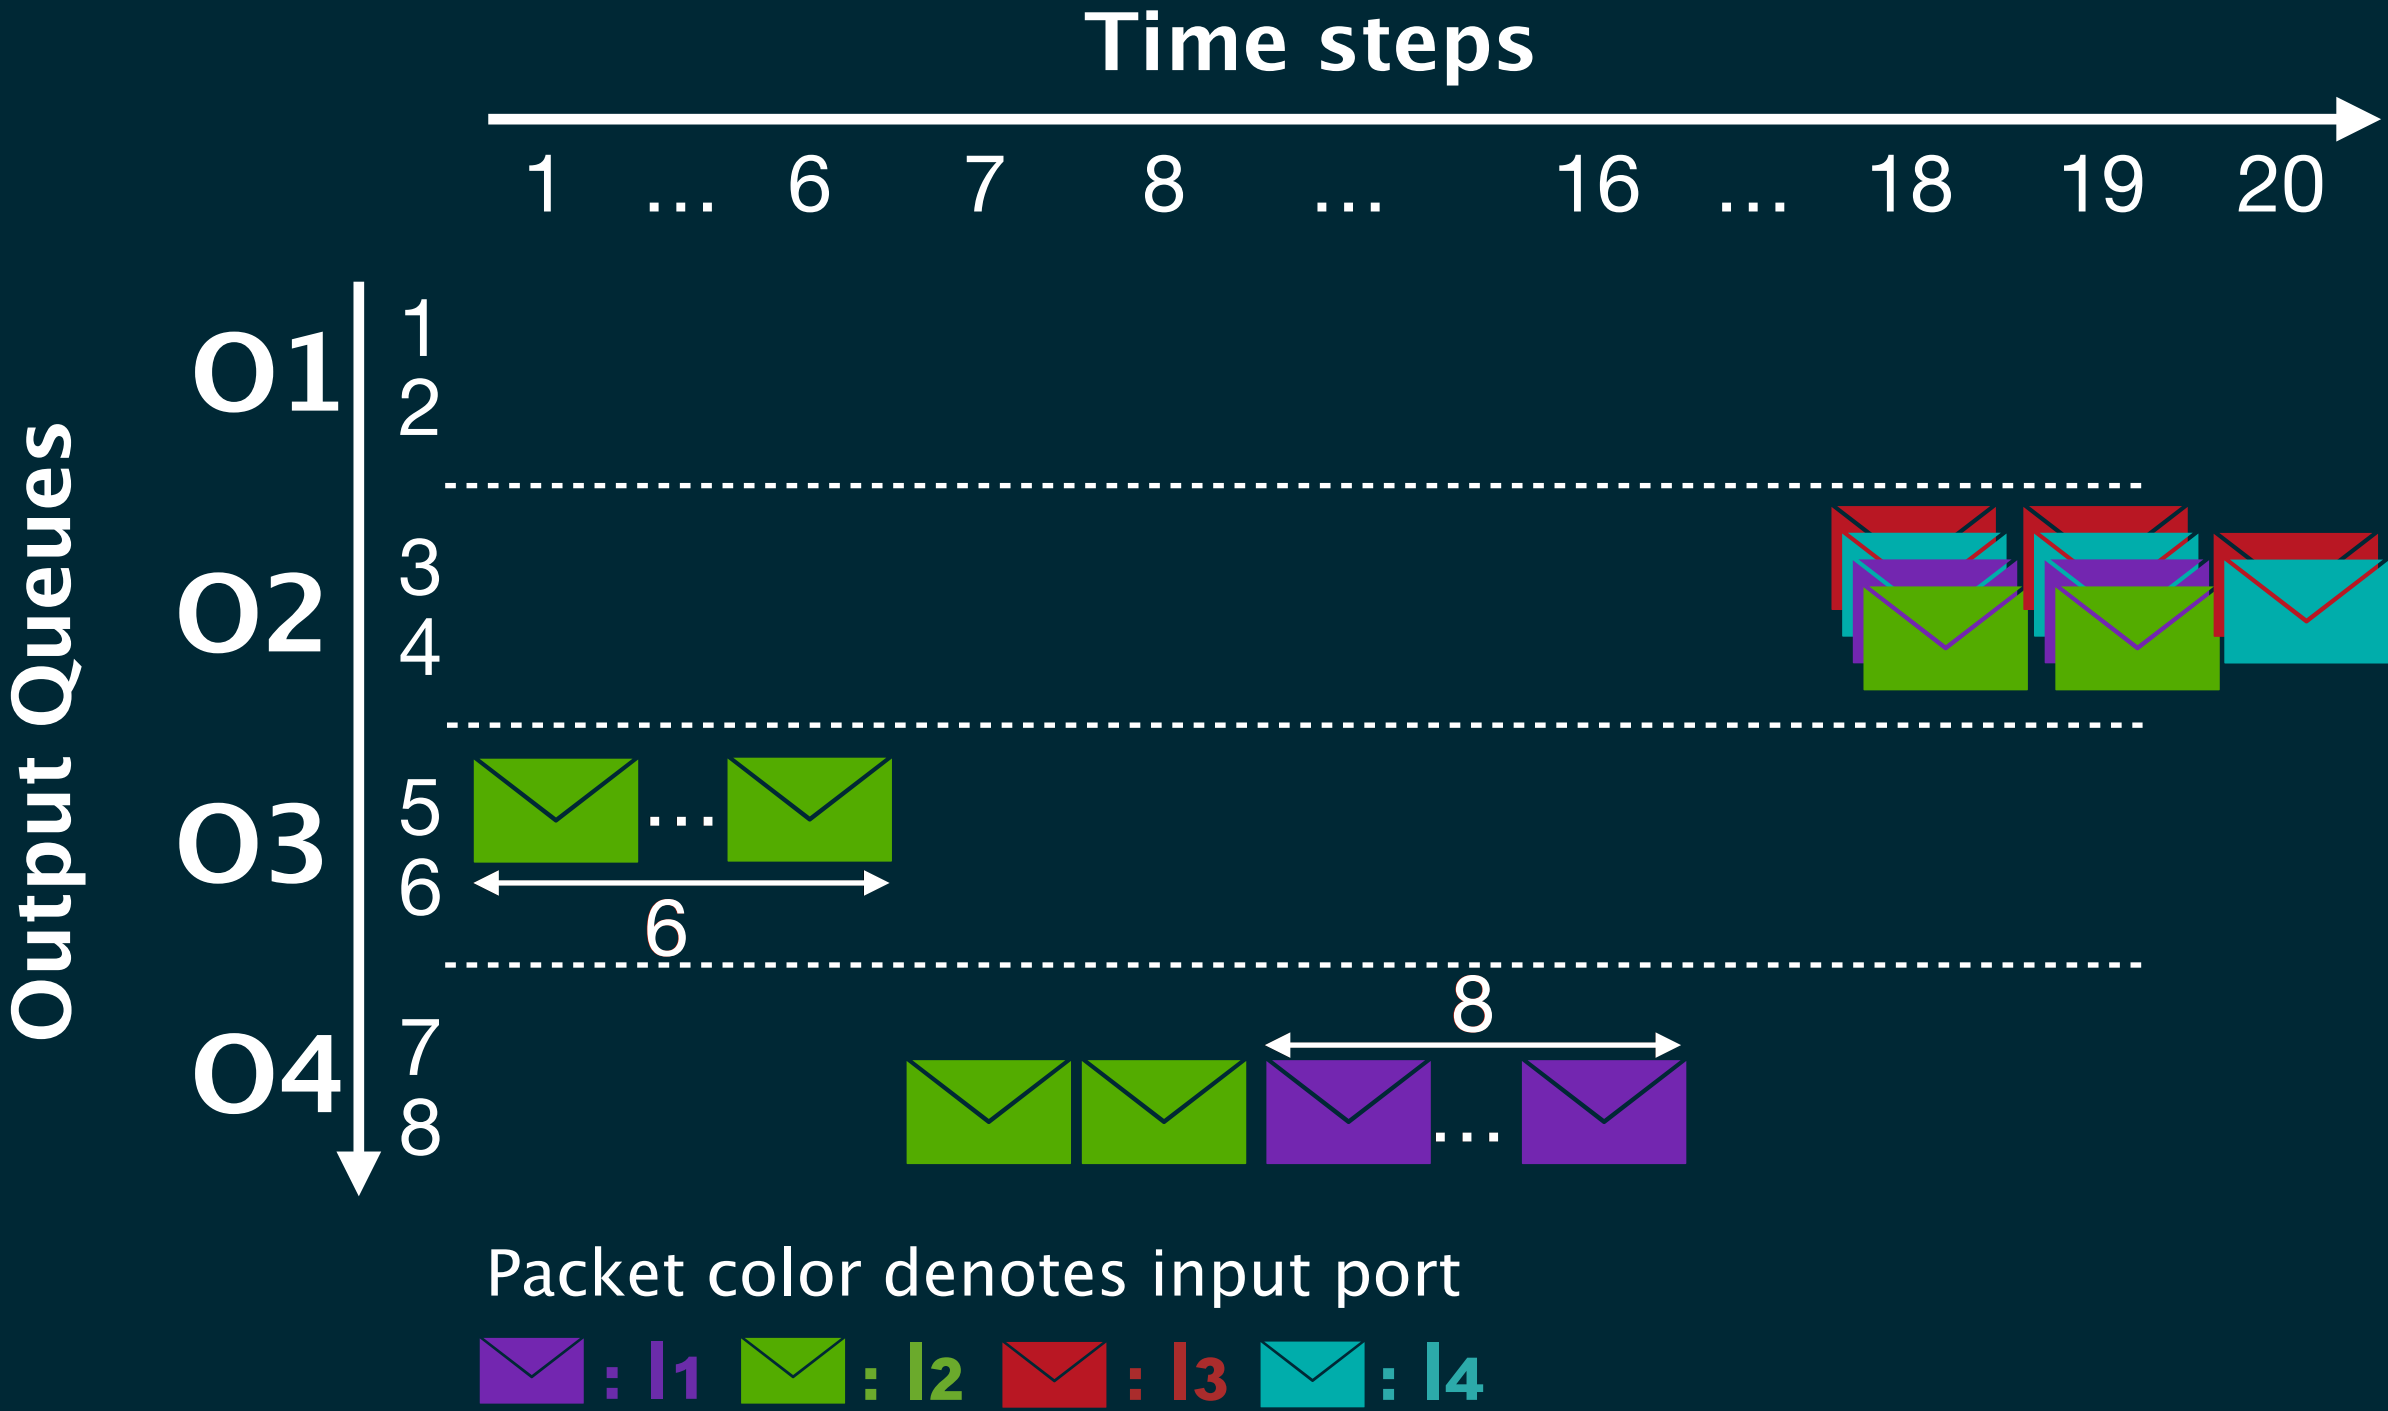 Time steps
1 ... 6 7 8 ... 16 ... 18 19 20
Output Queues
O1
1
2
O2
3
4
O3
5
6
...
6
O4
7
8
8
...
Packet color denotes input port
: I1 : I2 : I3 : I4